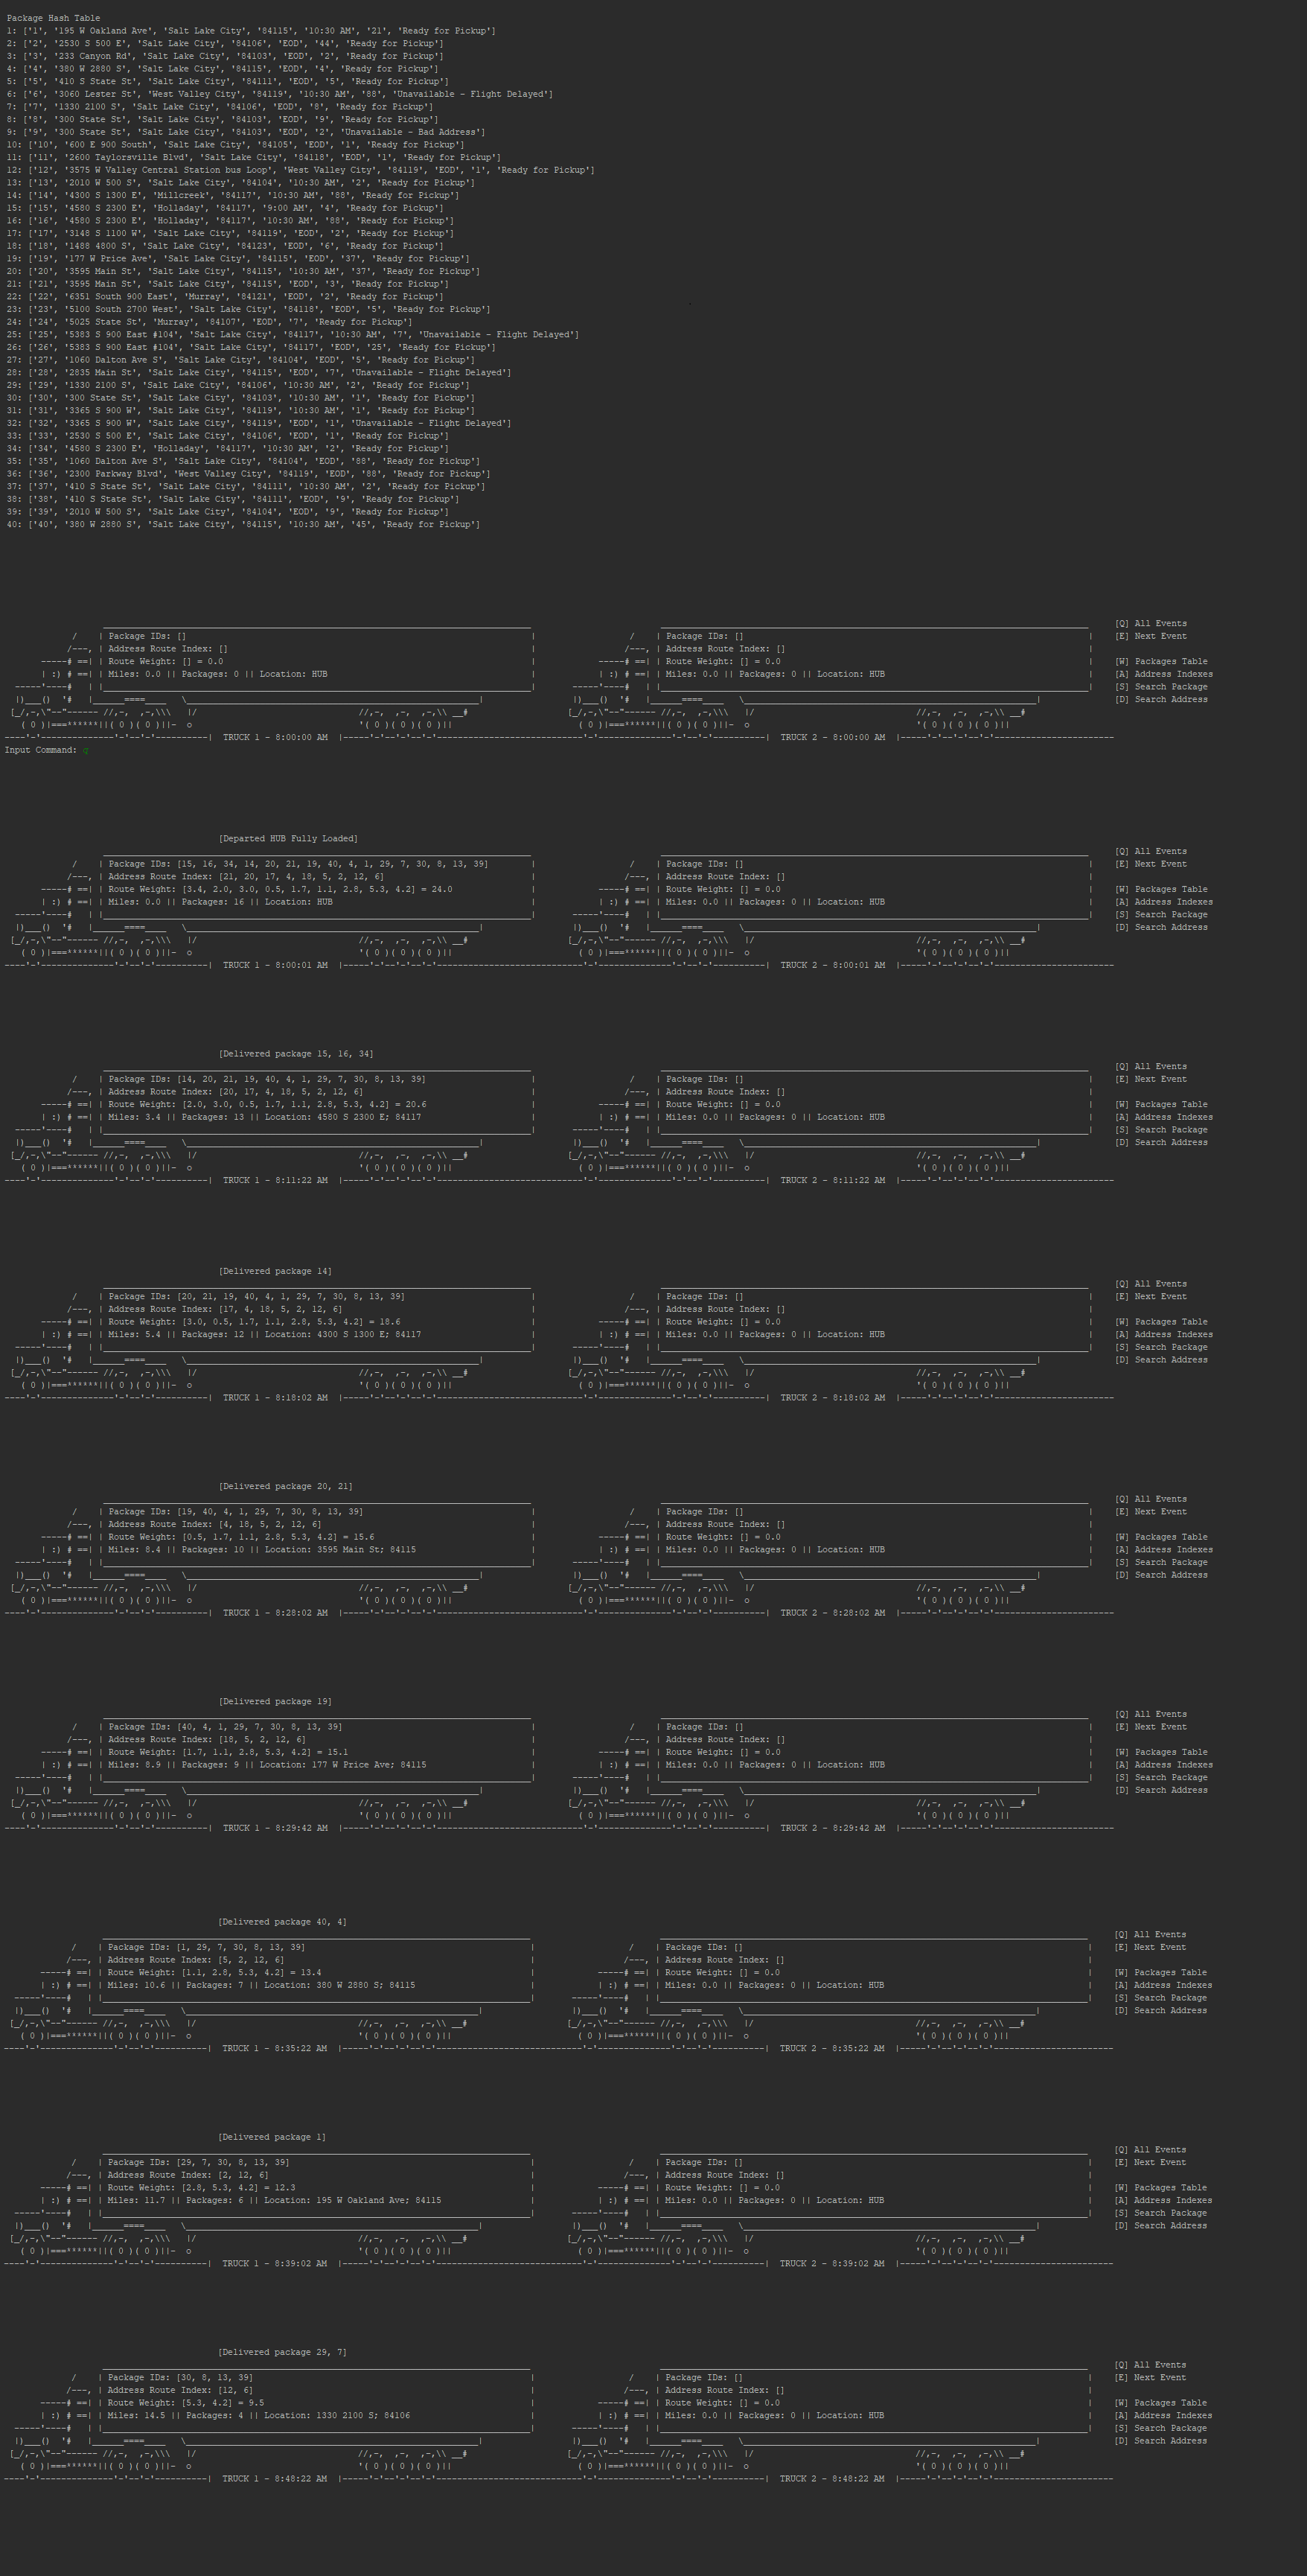 Package Hash Table
1: ['1', '195 W Oakland Ave', 'Salt Lake City', '84115', '10:30 AM', '21', 'Ready for Pickup']
2: ['2', '2530 S 500 E', 'Salt Lake City', '84106', 'EOD', '44', 'Ready for Pickup']
3: ['3', '233 Canyon Rd', 'Salt Lake City', '84103', 'EOD', '2', 'Ready for Pickup']
4: ['4', '380 W 2880 S', 'Salt Lake City', '84115', 'EOD', '4', 'Ready for Pickup']
5: ['5', '410 S State St', 'Salt Lake City', '84111', 'EOD', '5', 'Ready for Pickup']
6: ['6', '3060 Lester St', 'West Valley City', '84119', '10:30 AM', '88', 'Unavailable - Flight Delayed']
7: ['7', '1330 2100 S', 'Salt Lake City', '84106', 'EOD', '8', 'Ready for Pickup']
8: ['8', '300 State St', 'Salt Lake City', '84103', 'EOD', '9', 'Ready for Pickup']
9: ['9', '300 State St', 'Salt Lake City', '84103', 'EOD', '2', 'Unavailable - Bad Address']
10: ['10', '600 E 900 South', 'Salt Lake City', '84105', 'EOD', '1', 'Ready for Pickup']
11: ['11', '2600 Taylorsville Blvd', 'Salt Lake City', '84118', 'EOD', '1', 'Ready for Pickup']
12: ['12', '3575 W Valley Central Station bus Loop', 'West Valley City', '84119', 'EOD', '1', 'Ready for Pickup']
13: ['13', '2010 W 500 S', 'Salt Lake City', '84104', '10:30 AM', '2', 'Ready for Pickup']
14: ['14', '4300 S 1300 E', 'Millcreek', '84117', '10:30 AM', '88', 'Ready for Pickup']
15: ['15', '4580 S 2300 E', 'Holladay', '84117', '9:00 AM', '4', 'Ready for Pickup']
16: ['16', '4580 S 2300 E', 'Holladay', '84117', '10:30 AM', '88', 'Ready for Pickup']
17: ['17', '3148 S 1100 W', 'Salt Lake City', '84119', 'EOD', '2', 'Ready for Pickup']
18: ['18', '1488 4800 S', 'Salt Lake City', '84123', 'EOD', '6', 'Ready for Pickup']
19: ['19', '177 W Price Ave', 'Salt Lake City', '84115', 'EOD', '37', 'Ready for Pickup']
20: ['20', '3595 Main St', 'Salt Lake City', '84115', '10:30 AM', '37', 'Ready for Pickup']
21: ['21', '3595 Main St', 'Salt Lake City', '84115', 'EOD', '3', 'Ready for Pickup']
22: ['22', '6351 South 900 East', 'Murray', '84121', 'EOD', '2', 'Ready for Pickup']
23: ['23', '5100 South 2700 West', 'Salt Lake City', '84118', 'EOD', '5', 'Ready for Pickup']
24: ['24', '5025 State St', 'Murray', '84107', 'EOD', '7', 'Ready for Pickup']
25: ['25', '5383 S 900 East #104', 'Salt Lake City', '84117', '10:30 AM', '7', 'Unavailable - Flight Delayed']
26: ['26', '5383 S 900 East #104', 'Salt Lake City', '84117', 'EOD', '25', 'Ready for Pickup']
27: ['27', '1060 Dalton Ave S', 'Salt Lake City', '84104', 'EOD', '5', 'Ready for Pickup']
28: ['28', '2835 Main St', 'Salt Lake City', '84115', 'EOD', '7', 'Unavailable - Flight Delayed']
29: ['29', '1330 2100 S', 'Salt Lake City', '84106', '10:30 AM', '2', 'Ready for Pickup']
30: ['30', '300 State St', 'Salt Lake City', '84103', '10:30 AM', '1', 'Ready for Pickup']
31: ['31', '3365 S 900 W', 'Salt Lake City', '84119', '10:30 AM', '1', 'Ready for Pickup']
32: ['32', '3365 S 900 W', 'Salt Lake City', '84119', 'EOD', '1', 'Unavailable - Flight Delayed']
33: ['33', '2530 S 500 E', 'Salt Lake City', '84106', 'EOD', '1', 'Ready for Pickup']
34: ['34', '4580 S 2300 E', 'Holladay', '84117', '10:30 AM', '2', 'Ready for Pickup']
35: ['35', '1060 Dalton Ave S', 'Salt Lake City', '84104', 'EOD', '88', 'Ready for Pickup']
36: ['36', '2300 Parkway Blvd', 'West Valley City', '84119', 'EOD', '88', 'Ready for Pickup']
37: ['37', '410 S State St', 'Salt Lake City', '84111', '10:30 AM', '2', 'Ready for Pickup']
38: ['38', '410 S State St', 'Salt Lake City', '84111', 'EOD', '9', 'Ready for Pickup']
39: ['39', '2010 W 500 S', 'Salt Lake City', '84104', 'EOD', '9', 'Ready for Pickup']
40: ['40', '380 W 2880 S', 'Salt Lake City', '84115', '10:30 AM', '45', 'Ready for Pickup']
[Q] All Events
Package IDs: [] Package IDs: [] [E] Next Event
Address Route Index: [] Address Route Index: []
Route Weight: [] = 0.0 Route Weight: [] = 0.0 [W] Packages Table
Miles: 0.0 || Packages: 0 || Location: HUB Miles: 0.0 || Packages: 0 || Location: HUB [A] Address Indexes
[S] Search Package
[D] Search Address
TRUCK 1 - 8:00:00 AM TRUCK 2 - 8:00:00 AM
Input Command: q
[Departed HUB Fully Loaded]
[Q] All Events
Package IDs: [15, 16, 34, 14, 20, 21, 19, 40, 4, 1, 29, 7, 30, 8, 13, 39] Package IDs: [] [E] Next Event
Address Route Index: [21, 20, 17, 4, 18, 5, 2, 12, 6] Address Route Index: []
Route Weight: [3.4, 2.0, 3.0, 0.5, 1.7, 1.1, 2.8, 5.3, 4.2] = 24.0 Route Weight: [] = 0.0 [W] Packages Table
Miles: 0.0 || Packages: 16 || Location: HUB Miles: 0.0 || Packages: 0 || Location: HUB [A] Address Indexes
[S] Search Package
[D] Search Address
TRUCK 1 - 8:00:01 AM TRUCK 2 - 8:00:01 AM
[Delivered package 15, 16, 34]
[Q] All Events
Package IDs: [14, 20, 21, 19, 40, 4, 1, 29, 7, 30, 8, 13, 39] Package IDs: [] [E] Next Event
Address Route Index: [20, 17, 4, 18, 5, 2, 12, 6] Address Route Index: []
Route Weight: [2.0, 3.0, 0.5, 1.7, 1.1, 2.8, 5.3, 4.2] = 20.6 Route Weight: [] = 0.0 [W] Packages Table
Miles: 3.4 || Packages: 13 || Location: 4580 S 2300 E; 84117 Miles: 0.0 || Packages: 0 || Location: HUB [A] Address Indexes
[S] Search Package
[D] Search Address
TRUCK 1 - 8:11:22 AM TRUCK 2 - 8:11:22 AM
[Delivered package 14]
[Q] All Events
Package IDs: [20, 21, 19, 40, 4, 1, 29, 7, 30, 8, 13, 39] Package IDs: [] [E] Next Event
Address Route Index: [17, 4, 18, 5, 2, 12, 6] Address Route Index: []
Route Weight: [3.0, 0.5, 1.7, 1.1, 2.8, 5.3, 4.2] = 18.6 Route Weight: [] = 0.0 [W] Packages Table
Miles: 5.4 || Packages: 12 || Location: 4300 S 1300 E; 84117 Miles: 0.0 || Packages: 0 || Location: HUB [A] Address Indexes
[S] Search Package
[D] Search Address
TRUCK 1 - 8:18:02 AM TRUCK 2 - 8:18:02 AM
[Delivered package 20, 21]
[Q] All Events
Package IDs: [19, 40, 4, 1, 29, 7, 30, 8, 13, 39] Package IDs: [] [E] Next Event
Address Route Index: [4, 18, 5, 2, 12, 6] Address Route Index: []
Route Weight: [0.5, 1.7, 1.1, 2.8, 5.3, 4.2] = 15.6 Route Weight: [] = 0.0 [W] Packages Table
Miles: 8.4 || Packages: 10 || Location: 3595 Main St; 84115 Miles: 0.0 || Packages: 0 || Location: HUB [A] Address Indexes
[S] Search Package
[D] Search Address
TRUCK 1 - 8:28:02 AM TRUCK 2 - 8:28:02 AM
[Delivered package 19]
[Q] All Events
Package IDs: [40, 4, 1, 29, 7, 30, 8, 13, 39] Package IDs: [] [E] Next Event
Address Route Index: [18, 5, 2, 12, 6] Address Route Index: []
Route Weight: [1.7, 1.1, 2.8, 5.3, 4.2] = 15.1 Route Weight: [] = 0.0 [W] Packages Table
Miles: 8.9 || Packages: 9 || Location: 177 W Price Ave; 84115 Miles: 0.0 || Packages: 0 || Location: HUB [A] Address Indexes
[S] Search Package
[D] Search Address
TRUCK 1 - 8:29:42 AM TRUCK 2 - 8:29:42 AM
[Delivered package 40, 4]
[Q] All Events
Package IDs: [1, 29, 7, 30, 8, 13, 39] Package IDs: [] [E] Next Event
Address Route Index: [5, 2, 12, 6] Address Route Index: []
Route Weight: [1.1, 2.8, 5.3, 4.2] = 13.4 Route Weight: [] = 0.0 [W] Packages Table
Miles: 10.6 || Packages: 7 || Location: 380 W 2880 S; 84115 Miles: 0.0 || Packages: 0 || Location: HUB [A] Address Indexes
[S] Search Package
[D] Search Address
TRUCK 1 - 8:35:22 AM TRUCK 2 - 8:35:22 AM
[Delivered package 1]
[Q] All Events
Package IDs: [29, 7, 30, 8, 13, 39] Package IDs: [] [E] Next Event
Address Route Index: [2, 12, 6] Address Route Index: []
Route Weight: [2.8, 5.3, 4.2] = 12.3 Route Weight: [] = 0.0 [W] Packages Table
Miles: 11.7 || Packages: 6 || Location: 195 W Oakland Ave; 84115 Miles: 0.0 || Packages: 0 || Location: HUB [A] Address Indexes
[S] Search Package
[D] Search Address
TRUCK 1 - 8:39:02 AM TRUCK 2 - 8:39:02 AM
[Delivered package 29, 7]
[Q] All Events
Package IDs: [30, 8, 13, 39] Package IDs: [] [E] Next Event
Address Route Index: [12, 6] Address Route Index: []
Route Weight: [5.3, 4.2] = 9.5 Route Weight: [] = 0.0 [W] Packages Table
Miles: 14.5 || Packages: 4 || Location: 1330 2100 S; 84106 Miles: 0.0 || Packages: 0 || Location: HUB [A] Address Indexes
[S] Search Package
[D] Search Address
TRUCK 1 - 8:48:22 AM TRUCK 2 - 8:48:22 AM